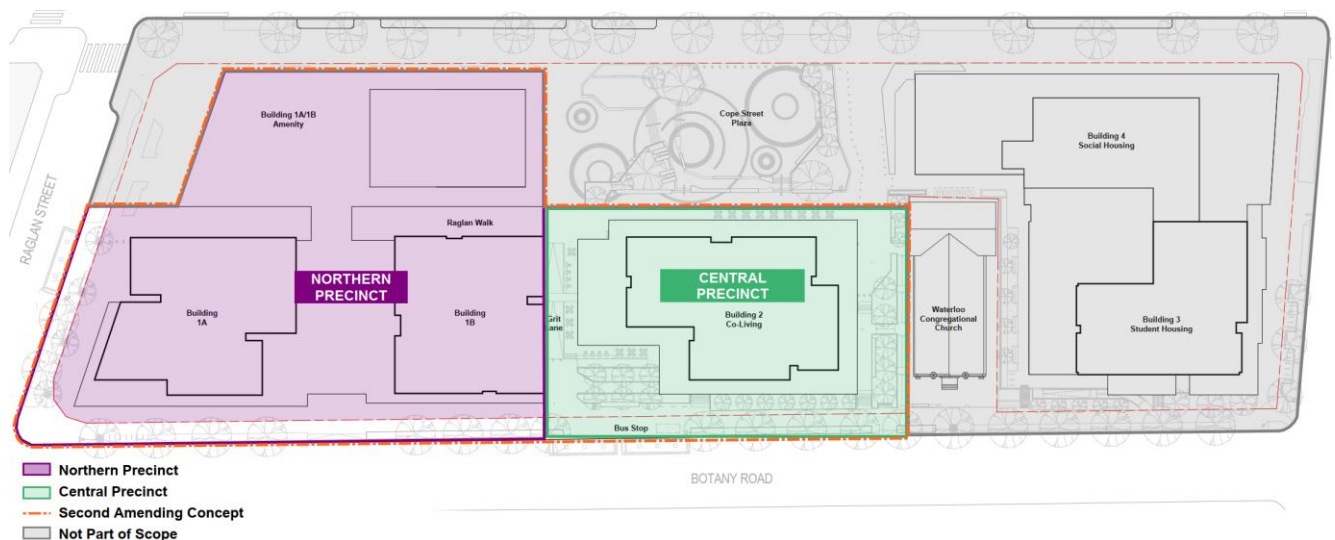 Building 1A/1B
Amenity
Cope Street
Plaza
Building 4
Social Housing
RAGLAN STREET
Raglan Walk
NORTHERN
PRECINCT
CENTRAL
PRECINCT
Building
1A
Building
1B
Grit
Lane
Building 2
Co-Living
Waterloo
Congregational
Church
Building 3
Student Housing
Bus Stop
BOTANY ROAD
Northern Precinct
Central Precinct
Second Amending Concept
Not Part of Scope